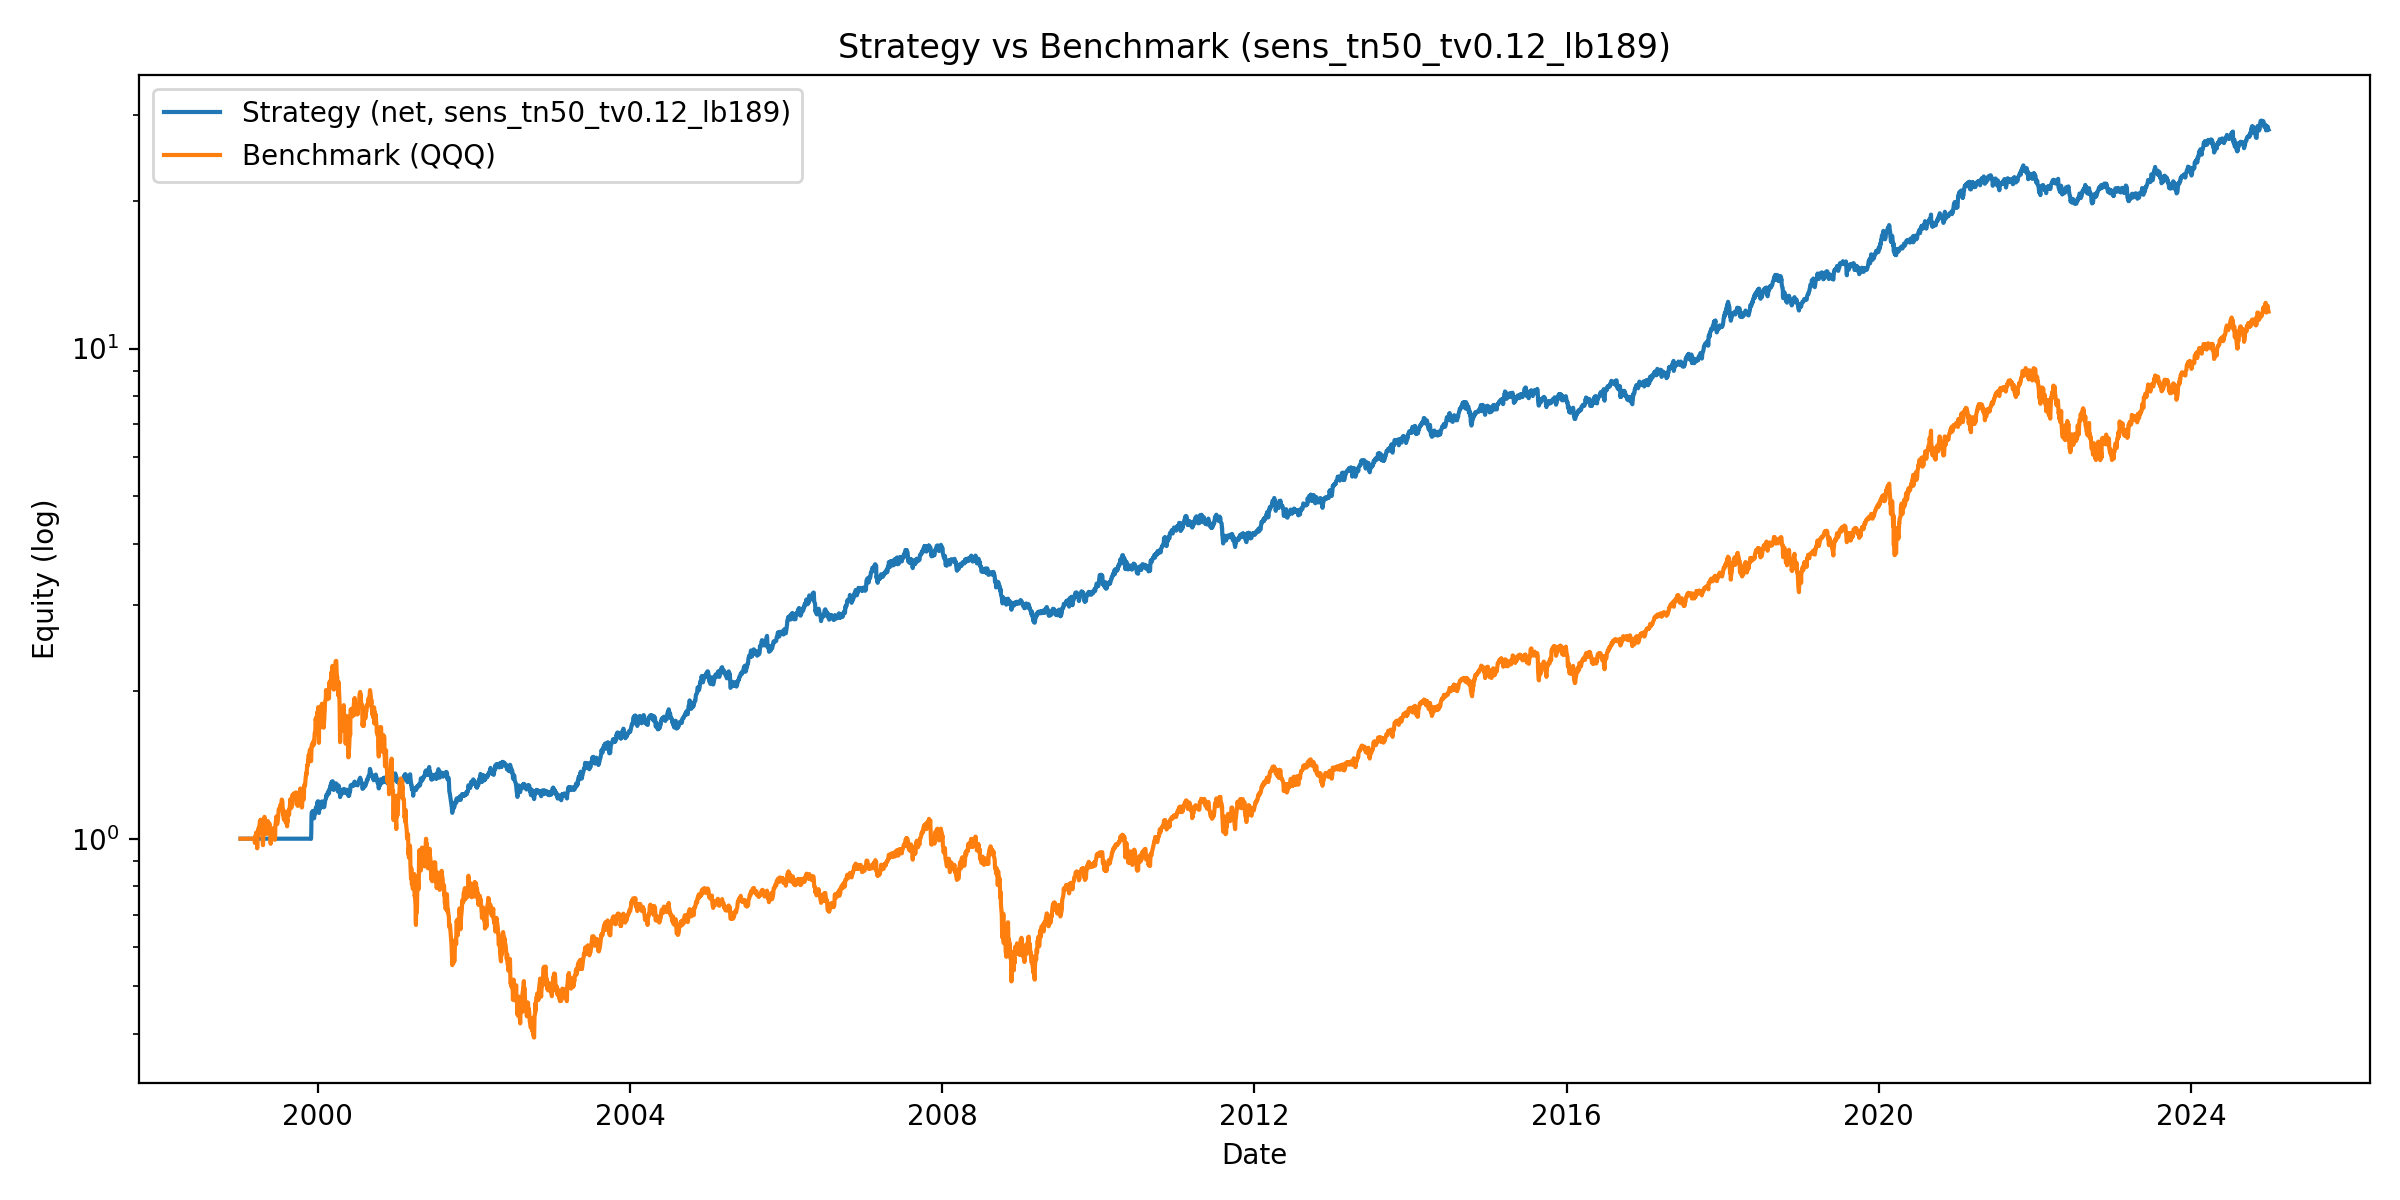 Strategy vs Benchmark (sens_tn50_tv0.12_lb189)
Strategy (net, sens_tn50_tv0.12_lb189)
Benchmark (QQQ)
Equity (log)
10¹
10⁰
2000 2004 2008 2012 2016 2020 2024
Date